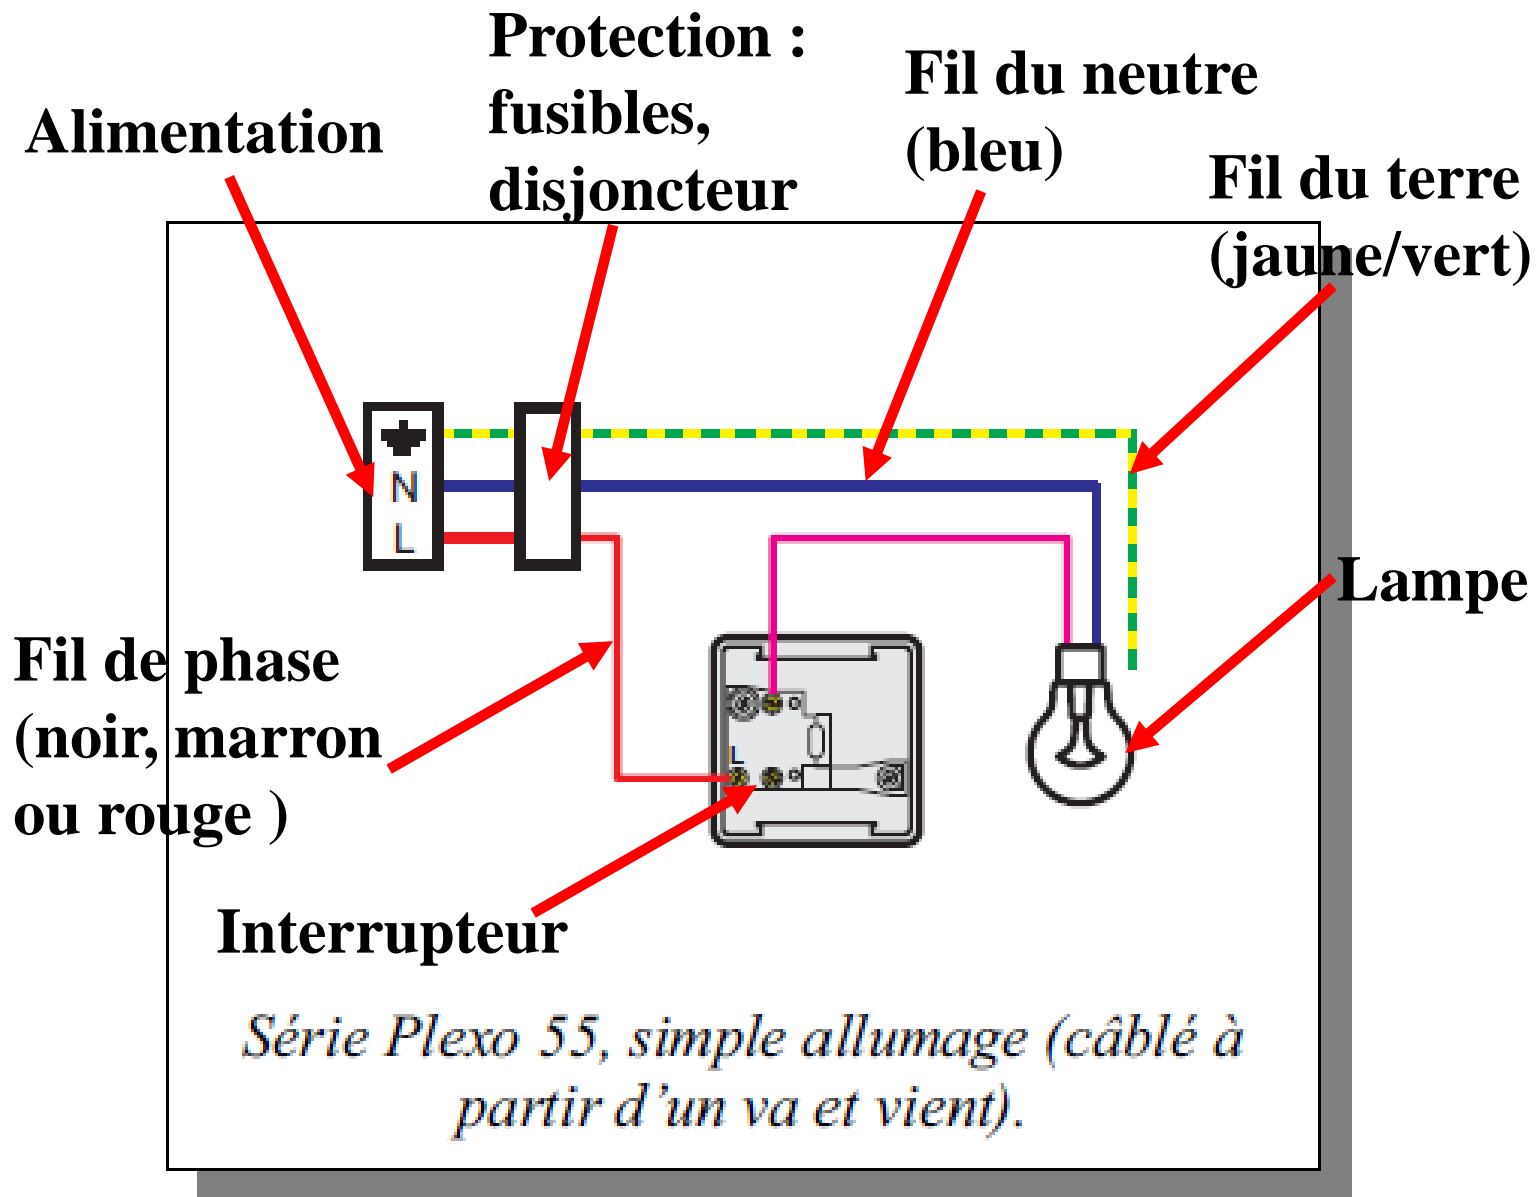 Protection :
fusibles,
disjoncteur
Fil du neutre
(bleu)
Alimentation
Fil du terre
(jaune/vert)
N
L
Lampe
Fil de phase
(noir, marron
ou rouge )
L
Interrupteur
Série Plexo 55, simple allumage (câblé à
partir d’un va et vient).